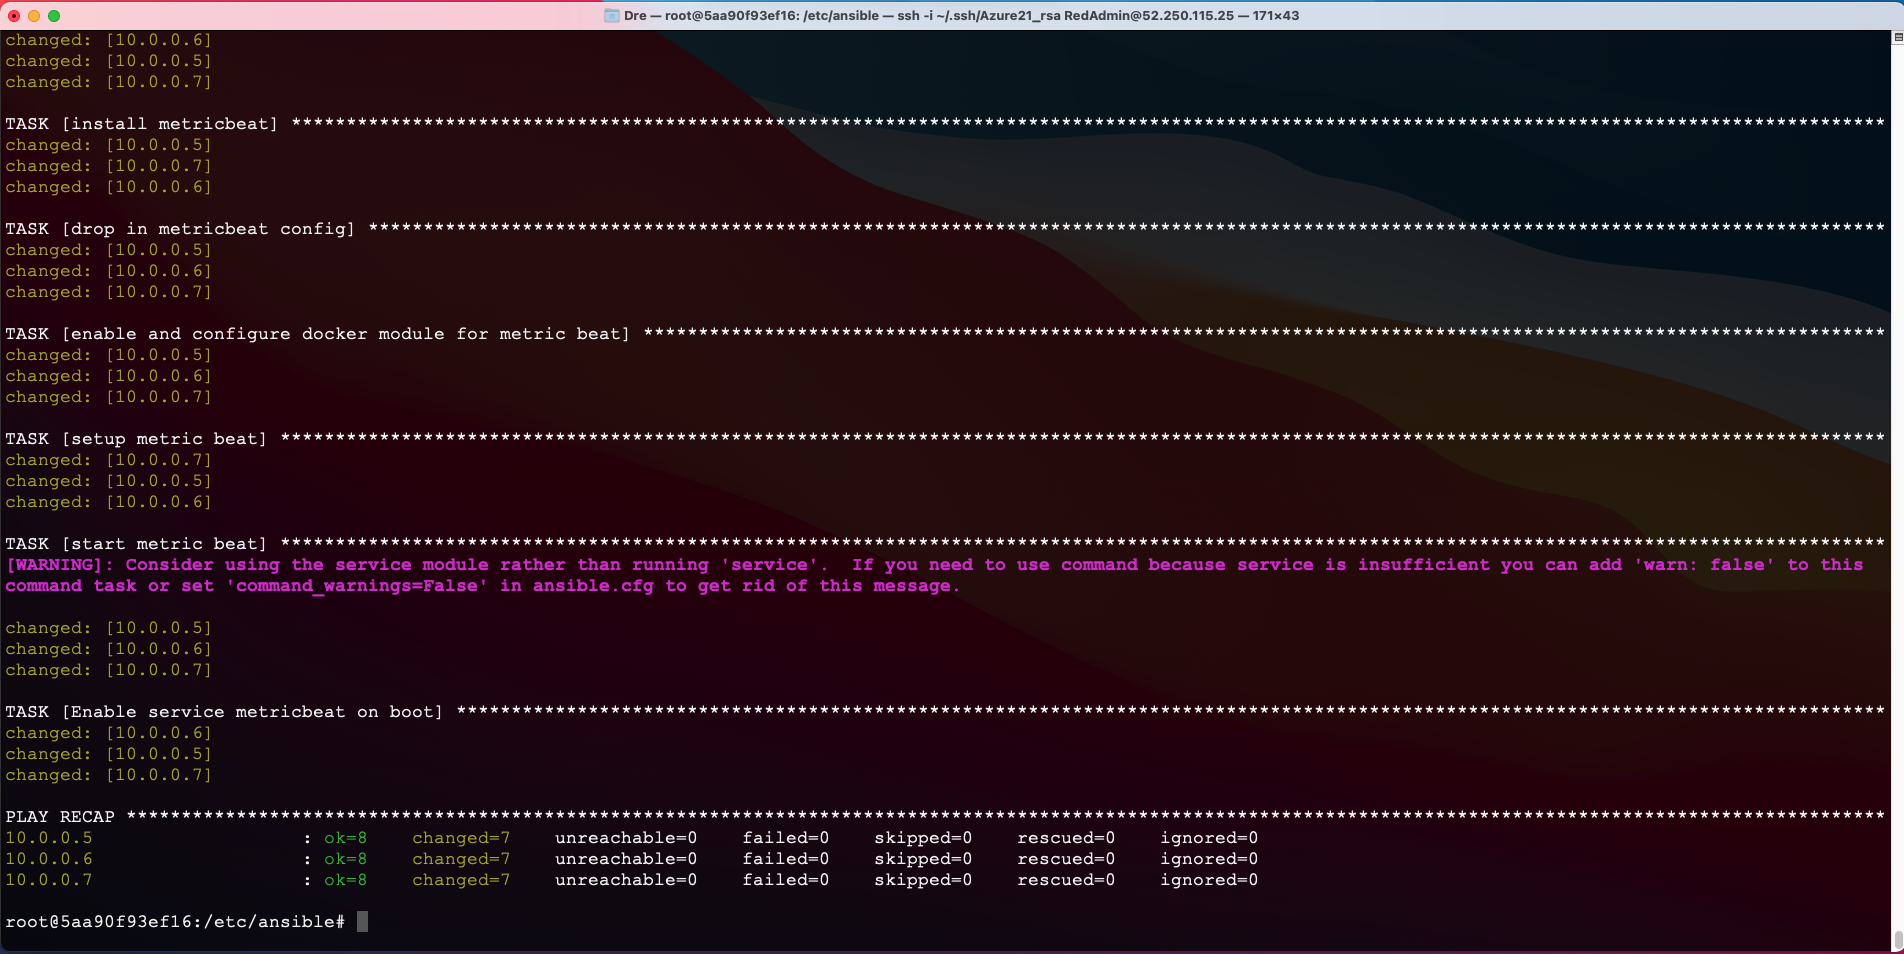 Dre — root@5aa90f93ef16: /etc/ansible — ssh -i ~/.ssh/Azure21_rsa RedAdmin@52.250.115.25 — 171×43
changed: [10.0.0.6]
changed: [10.0.0.5]
changed: [10.0.0.7]
TASK [install metricbeat] *************************************************************************************************************************************************
changed: [10.0.0.5]
changed: [10.0.0.7]
changed: [10.0.0.6]
TASK [drop in metricbeat config] ******************************************************************************************************************************************
changed: [10.0.0.5]
changed: [10.0.0.6]
changed: [10.0.0.7]
TASK [enable and configure docker module for metric beat] *****************************************************************************************************************
changed: [10.0.0.5]
changed: [10.0.0.6]
changed: [10.0.0.7]
TASK [setup metric beat] **************************************************************************************************************************************************
changed: [10.0.0.7]
changed: [10.0.0.5]
changed: [10.0.0.6]
TASK [start metric beat] **************************************************************************************************************************************************
[WARNING]: Consider using the service module rather than running 'service'.  If you need to use command because service is insufficient you can add 'warn: false' to this
command task or set 'command_warnings=False' in ansible.cfg to get rid of this message.
changed: [10.0.0.5]
changed: [10.0.0.6]
changed: [10.0.0.7]
TASK [Enable service metricbeat on boot] **********************************************************************************************************************************
changed: [10.0.0.6]
changed: [10.0.0.5]
changed: [10.0.0.7]
PLAY RECAP ****************************************************************************************************************************************************************
10.0.0.5                   : ok=8    changed=7    unreachable=0    failed=0    skipped=0    rescued=0    ignored=0
10.0.0.6                   : ok=8    changed=7    unreachable=0    failed=0    skipped=0    rescued=0    ignored=0
10.0.0.7                   : ok=8    changed=7    unreachable=0    failed=0    skipped=0    rescued=0    ignored=0
root@5aa90f93ef16:/etc/ansible#